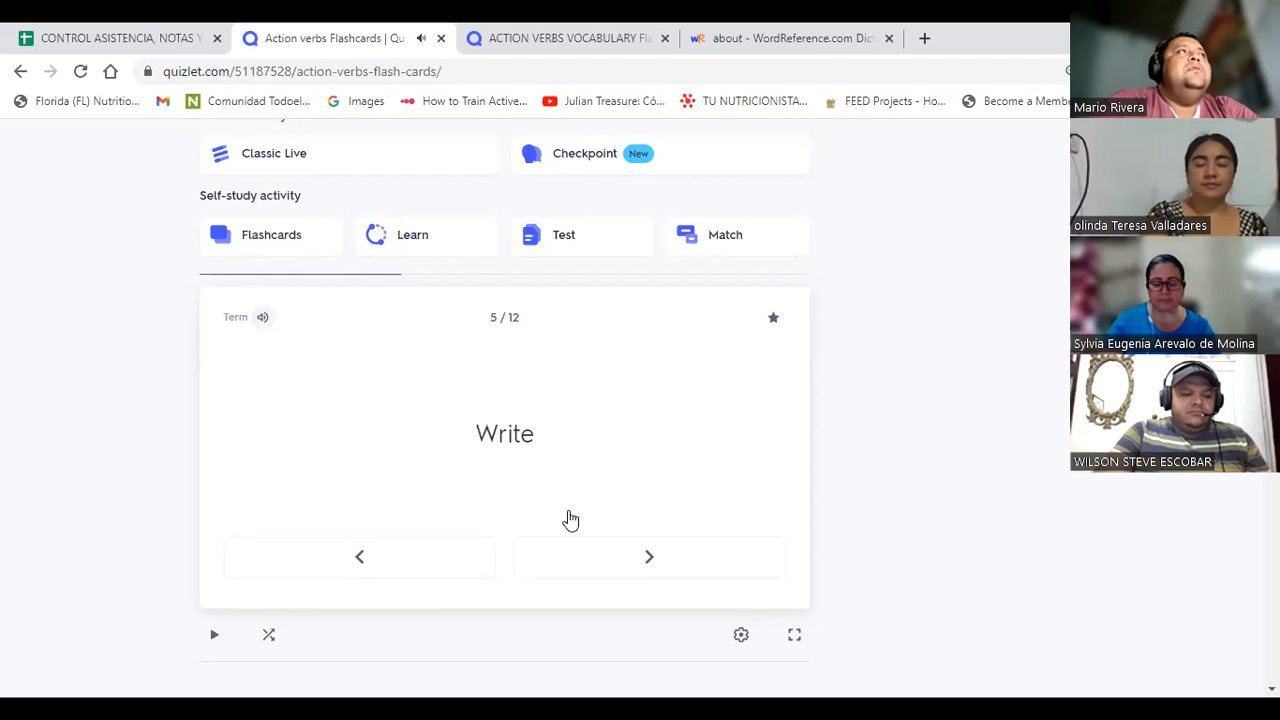 CONTROL ASISTENCIA, NOTAS Y
Action verbs Flashcards | Qu
ACTION VERBS VOCABULARY Fla
about - WordReference.com Dict
quizlet.com/51187528/action-verbs-flash-cards/
Florida (FL) Nutritio...
Comunidad Todoel...
Images
How to Train Active...
Julian Treasure: Có...
TU NUTRICIONISTA...
FEED Projects - Ho...
Become a Membe
Classic Live
Checkpoint New
Self-study activity
Flashcards
Learn
Test
Match
Term
5 / 12
Write
Mario Rivera
olinda Teresa Valladares
Sylvia Eugenia Arevalo de Molina
WILSON STEVE ESCOBAR